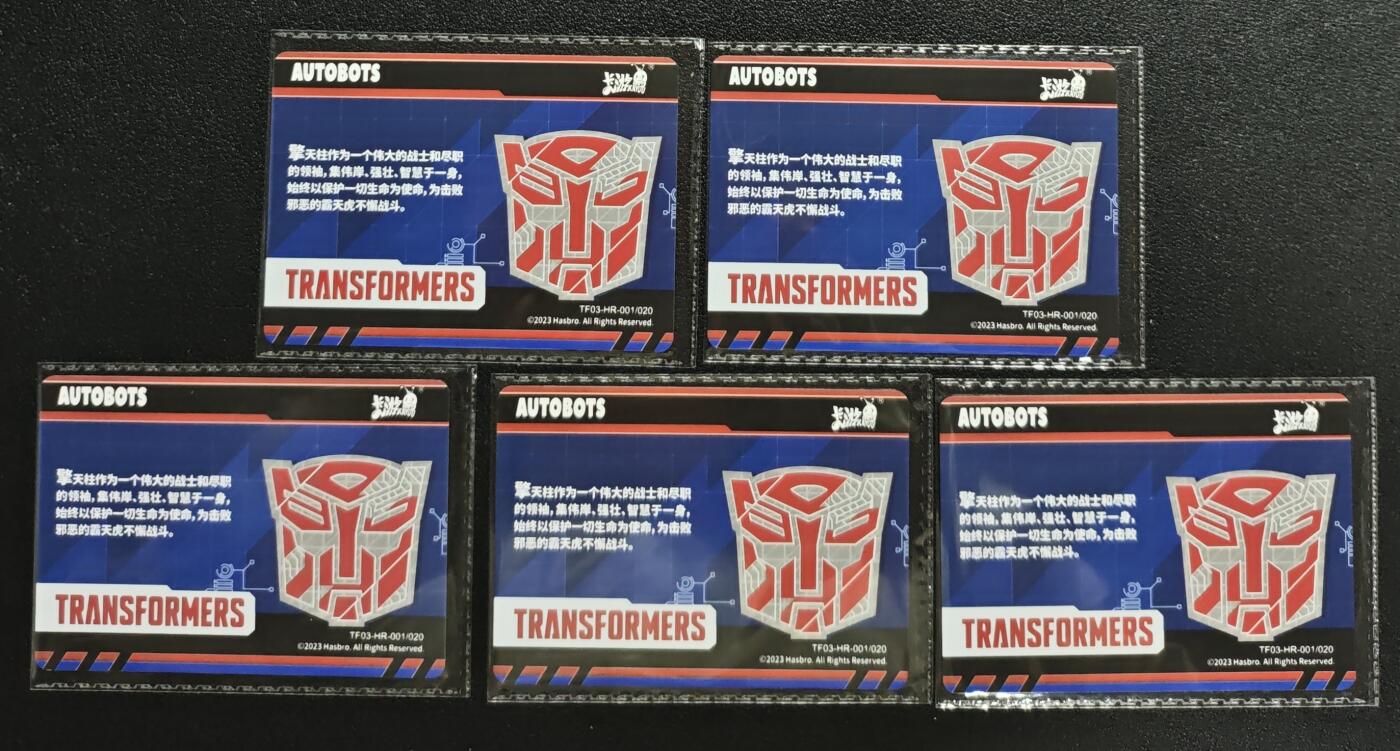 AUTOBOTS
卡游
擎天柱作为一个伟大的战士和尽职
的领袖,集伟岸、强壮、智慧于一身,
始终以保护一切生命为使命,为击败
邪恶的霸天虎不懈战斗。
TRANSFORMERS
TF03-HR-001/020
©2023 Hasbro. All Rights Reserved.
AUTOBOTS
卡游
擎天柱作为一个伟大的战士和尽职
的领袖,集伟岸、强壮、智慧于一身,
始终以保护一切生命为使命,为击败
邪恶的霸天虎不懈战斗。
TRANSFORMERS
TF03-HR-001/020
©2023 Hasbro. All Rights Reserved.
AUTOBOTS
卡游
擎天柱作为一个伟大的战士和尽职
的领袖,集伟岸、强壮、智慧于一身,
始终以保护一切生命为使命,为击败
邪恶的霸天虎不懈战斗。
TRANSFORMERS
TF03-HR-001/020
©2023 Hasbro. All Rights Reserved.
AUTOBOTS
卡游
擎天柱作为一个伟大的战士和尽职
的领袖,集伟岸、强壮、智慧于一身,
始终以保护一切生命为使命,为击败
邪恶的霸天虎不懈战斗。
TRANSFORMERS
TF03-HR-001/020
©2023 Hasbro. All Rights Reserved.
AUTOBOTS
卡游
擎天柱作为一个伟大的战士和尽职
的领袖,集伟岸、强壮、智慧于一身,
始终以保护一切生命为使命,为击败
邪恶的霸天虎不懈战斗。
TRANSFORMERS
TF03-HR-001/020
©2023 Hasbro. All Rights Reserved.